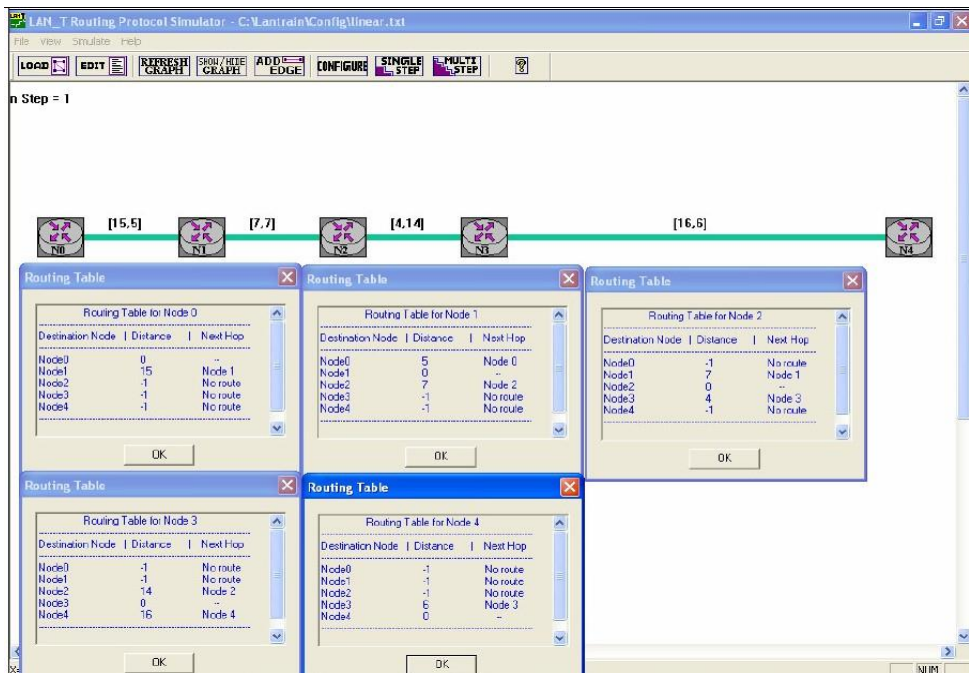 LAN_T Routing Protocol Simulator - C:\Lantrain\Config\linear.txt
File View Simulate Help
LOAD EDIT REFRESH GRAPH SHOW/HIDE GRAPH ADD EDGE CONFIGURE SINGLE STEP MULTI STEP ?
n Step = 1
[15,5] [7,7] [4,14] [16,6]
N0 N1 N2 N3 N4
Routing Table
Routing Table for Node 0
Destination Node | Distance | Next Hop
Node0 0 --
Node1 15 Node 1
Node2 -1 No route
Node3 -1 No route
Node4 -1 No route
OK
Routing Table
Routing Table for Node 1
Destination Node | Distance | Next Hop
Node0 5 Node 0
Node1 0 --
Node2 7 Node 2
Node3 -1 No route
Node4 -1 No route
OK
Routing Table
Routing Table for Node 2
Destination Node | Distance | Next Hop
Node0 -1 No route
Node1 7 Node 1
Node2 0 --
Node3 4 Node 3
Node4 -1 No route
OK
Routing Table
Routing Table for Node 3
Destination Node | Distance | Next Hop
Node0 -1 No route
Node1 -1 No route
Node2 14 Node 2
Node3 0 --
Node4 16 Node 4
OK
Routing Table
Routing Table for Node 4
Destination Node | Distance | Next Hop
Node0 -1 No route
Node1 -1 No route
Node2 -1 No route
Node3 6 Node 3
Node4 0 --
OK
X= NUM